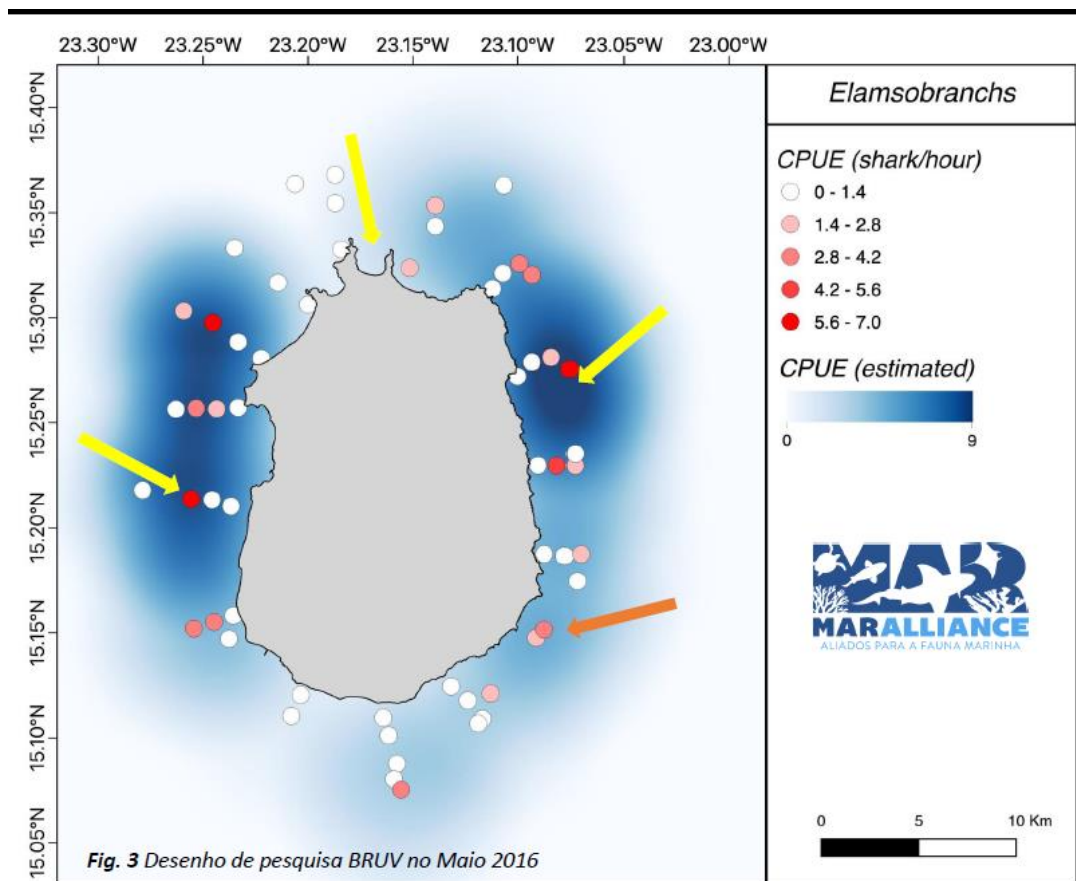 23.30°W 23.25°W 23.20°W 23.15°W 23.10°W 23.05°W 23.00°W
15.40°N
15.35°N
15.30°N
15.25°N
15.20°N
15.15°N
15.10°N
15.05°N
Fig. 3 Desenho de pesquisa BRUV no Maio 2016
Elamsobranchs
CPUE (shark/hour)
0 - 1.4
1.4 - 2.8
2.8 - 4.2
4.2 - 5.6
5.6 - 7.0
CPUE (estimated)
0 9
MAR
MARALLIANCE
ALIADOS PARA A FAUNA MARINHA
0 5 10 Km